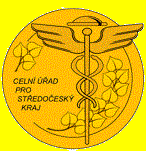 CELNÍ ÚŘAD
PRO
STŘEDOČESKÝ
KRAJ